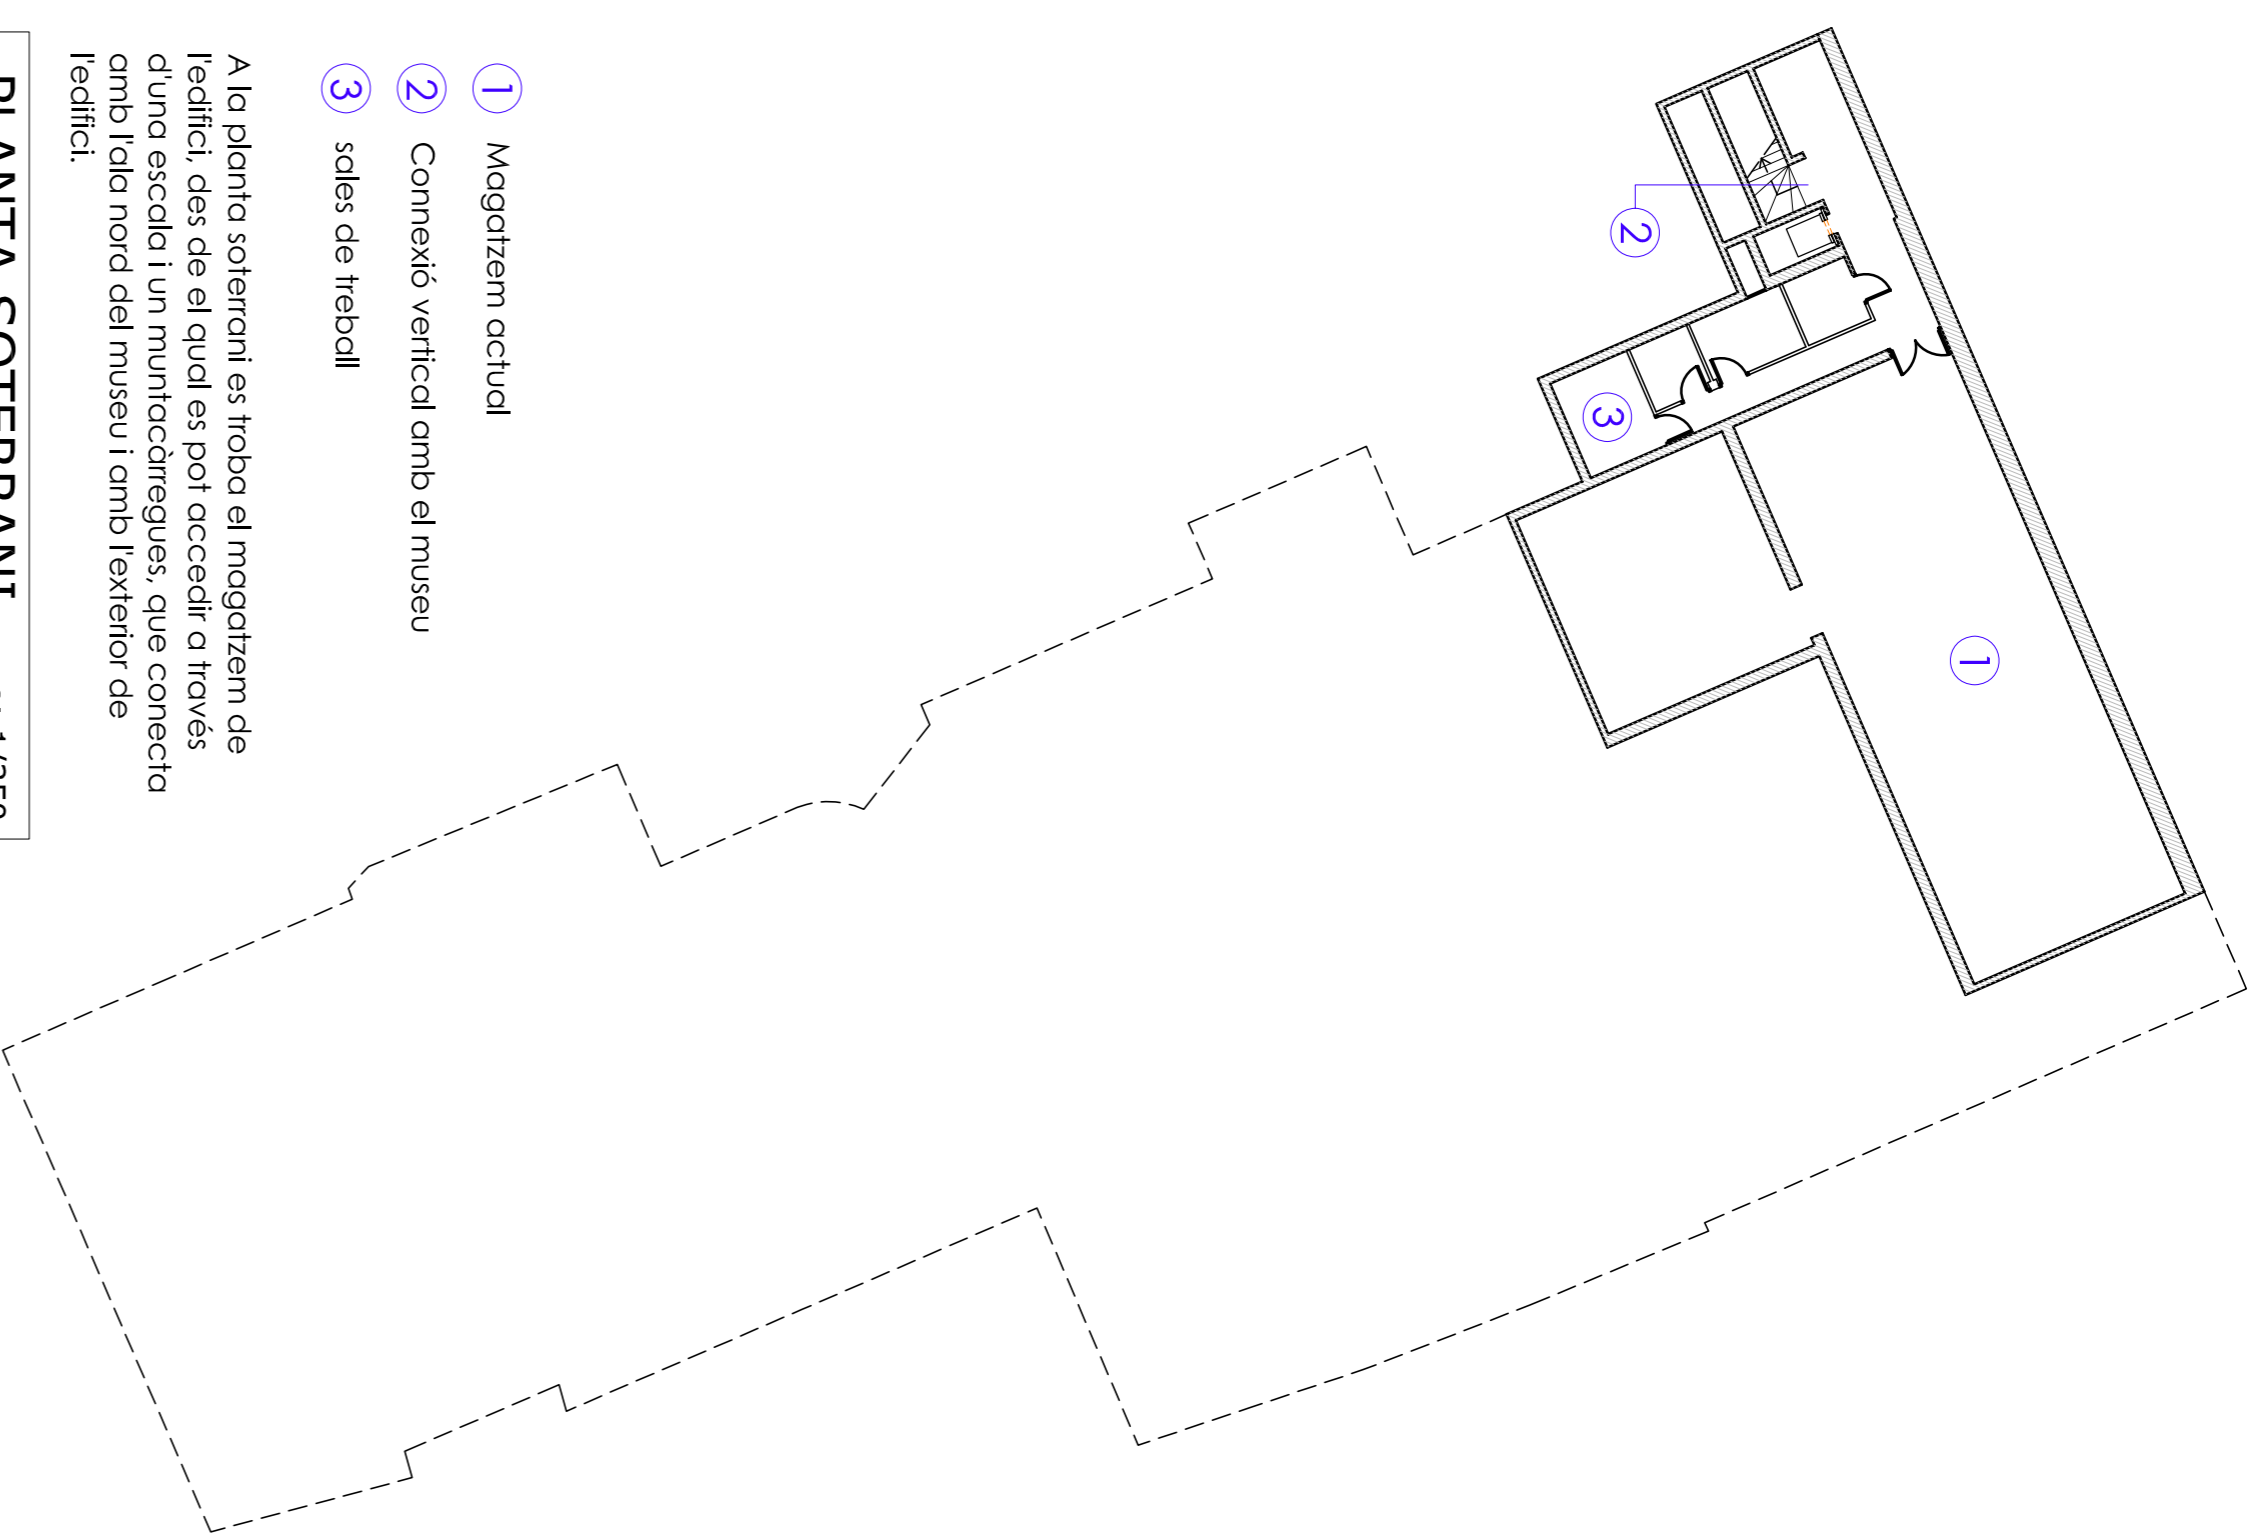 1 Magatzem actual
2 Connexió vertical amb el museu
3 sales de treball
A la planta soterrani es troba el magatzem de
l'edifici, des de el qual es pot accedir a través
d'una escala i un muntacàrregues, que conecta
amb l'ala nord del museu i amb l'exterior de
l'edifici.
PLANTA SOTERRANI
1
2
3